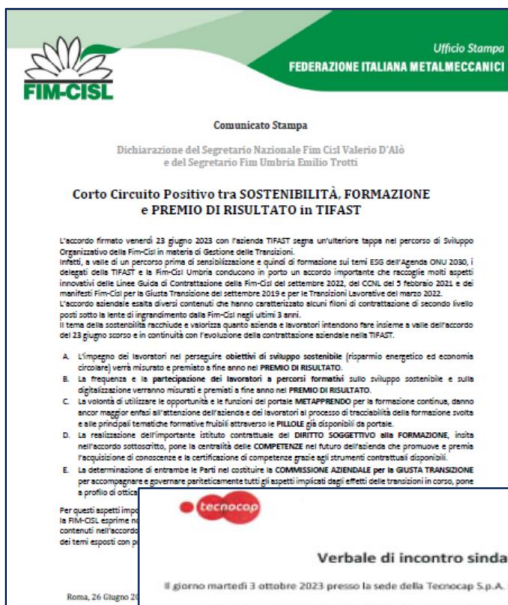 Ufficio Stampa
FEDERAZIONE ITALIANA METALMECCANICI
FIM-CISL
Comunicato Stampa
Dichiarazione del Segretario Nazionale Fim Cisl Valerio D'Alò
e del Segretario Fim Umbria Emilio Trotti
Corto Circuito Positivo tra SOSTENIBILITÀ, FORMAZIONE
e PREMIO DI RISULTATO in TIFAST
L'accordo firmato venerdì 23 giugno 2023 con l'azienda TIFAST segna un'ulteriore tappa nel percorso di Sviluppo
Organizzativo della Fim-Cisl in materia di Gestione delle Transizioni.
Infatti, a valle di un percorso prima di sensibilizzazione e quindi di formazione sui temi ESG dell'Agenda ONU 2030, i
delegati della TIFAST e la Fim-Cisl Umbria conducono in porto un accordo importante che raccoglie molti aspetti
innovativi delle Linee Guida di Contrattazione della Fim-Cisl del settembre 2022, del CCNL del 5 febbraio 2021 e dei
manifesti Fim-Cisl per la Giusta Transizione del settembre 2019 e per le Transizioni Lavorative del marzo 2022.
L'accordo aziendale esalta diversi contenuti che hanno caratterizzato alcuni filoni di contrattazione di secondo livello
posti sotto la lente di ingrandimento dalla Fim-Cisl negli ultimi 3 anni.
Il tema della sostenibilità racchiude e valorizza quanto azienda e lavoratori intendono fare insieme a valle dell'accordo
del 23 giugno scorso e in continuità con l'evoluzione della contrattazione aziendale nella TIFAST.
A. L'impegno dei lavoratori nel perseguire obiettivi di sviluppo sostenibile (risparmio energetico ed economia
circolare) verrà misurato e premiato a fine anno nel PREMIO DI RISULTATO.
B. La frequenza e la partecipazione dei lavoratori a percorsi formativi sullo sviluppo sostenibile e sulla
digitalizzazione verranno misurati e premiati a fine anno nel PREMIO DI RISULTATO.
C. La volontà di utilizzare le opportunità e le funzioni del portale METAPPRENDO per la formazione continua, danno
ancor maggior enfasi all'attenzione dell'azienda e dei lavoratori al processo di tracciabilità della formazione svolta
e alle principali tematiche formative fruibili attraverso le PILLOLE già disponibili da portale.
D. La realizzazione dell'importante istituto contrattuale del DIRITTO SOGGETTIVO alla FORMAZIONE, insita
nell'accordo sottoscritto, pone la centralità delle COMPETENZE nel futuro dell'azienda che promuove e premia
l'acquisizione di conoscenze e la certificazione di competenze grazie agli strumenti contrattuali disponibili.
E. La determinazione di entrambe le Parti nel costituire la COMMISSIONE AZIENDALE per la GIUSTA TRANSIZIONE
per accompagnare e governare pariteticamente tutti gli aspetti implicati dagli effetti delle transizioni in corso, pone
a profilo di ottica
Per questi aspetti impo
la FIM-CISL esprime
contenuti nell'accordo
dei temi esposti con
Roma, 26 Giugno 20
tecnocap
Verbale di incontro sinda
Il giorno martedì 3 ottobre 2023 presso la sede della Tecnocap S.p.A.